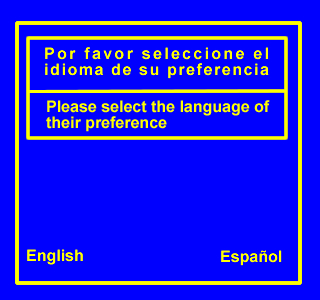 Por favor seleccione el
idioma de su preferencia
Please select the language of
their preference
English
Español